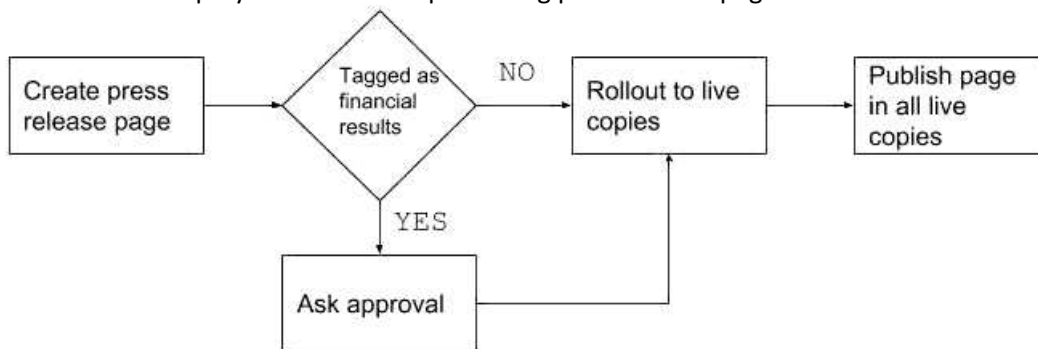 Create press
release page
Tagged as
financial
results
NO
Rollout to live
copies
Publish page
in all live
copies
YES
Ask approval